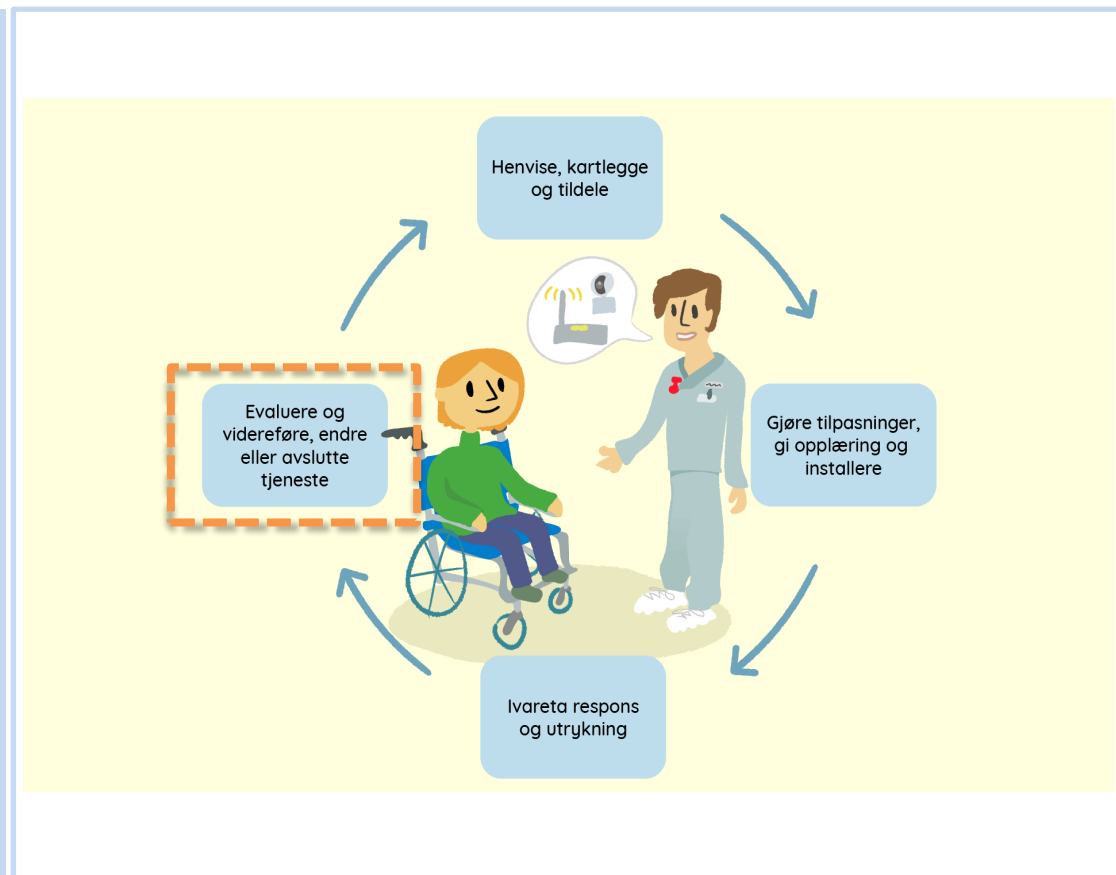 Henvise, kartlegge
og tildele
Gjøre tilpasninger,
gi opplæring og
installere
Ivareta respons
og utrykning
Evaluere og
videreføre, endre
eller avslutte
tjeneste